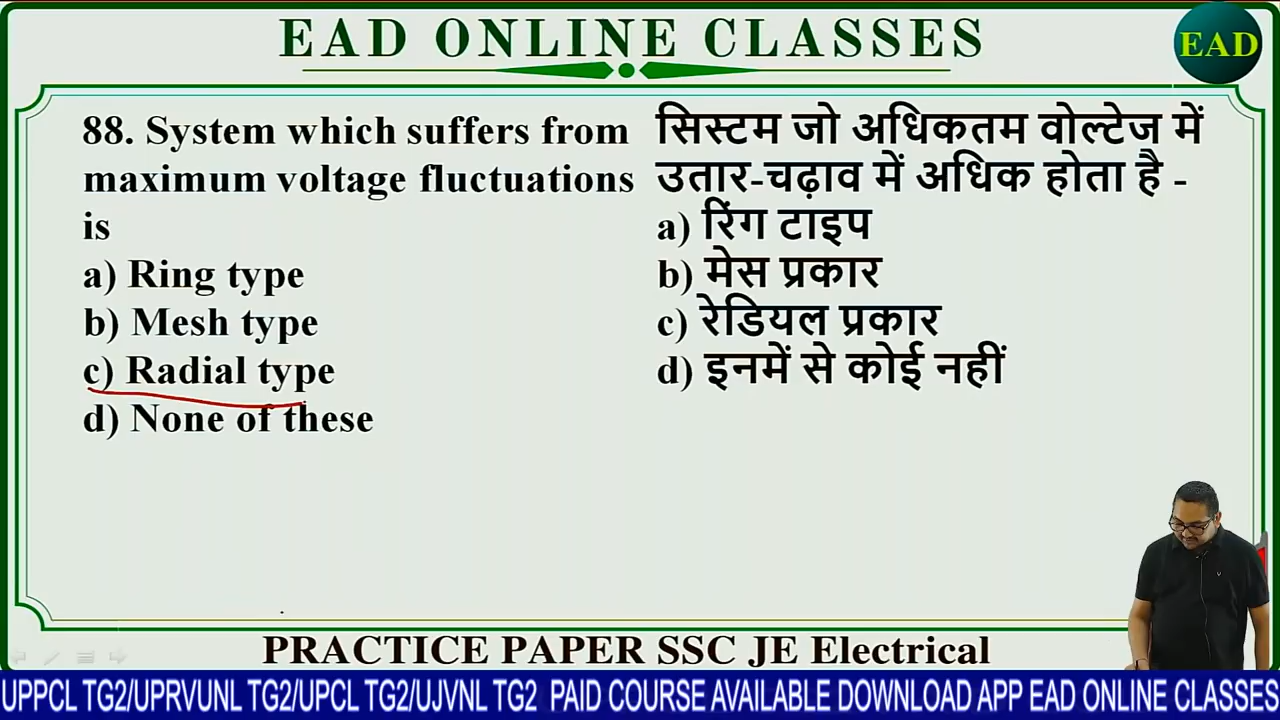 EAD ONLINE CLASSES
EAD
88. System which suffers from
maximum voltage fluctuations
is
a) Ring type
b) Mesh type
c) Radial type
d) None of these
सिस्टम जो अधिकतम वोल्टेज में
उतार-चढ़ाव में अधिक होता है -
a) रिंग टाइप
b) मेस प्रकार
c) रेडियल प्रकार
d) इनमें से कोई नहीं
PRACTICE PAPER SSC JE Electrical
UPPCL TG2/UPRVUNL TG2/UPCL TG2/UJVNL TG2 PAID COURSE AVAILABLE DOWNLOAD APP EAD ONLINE CLASSES